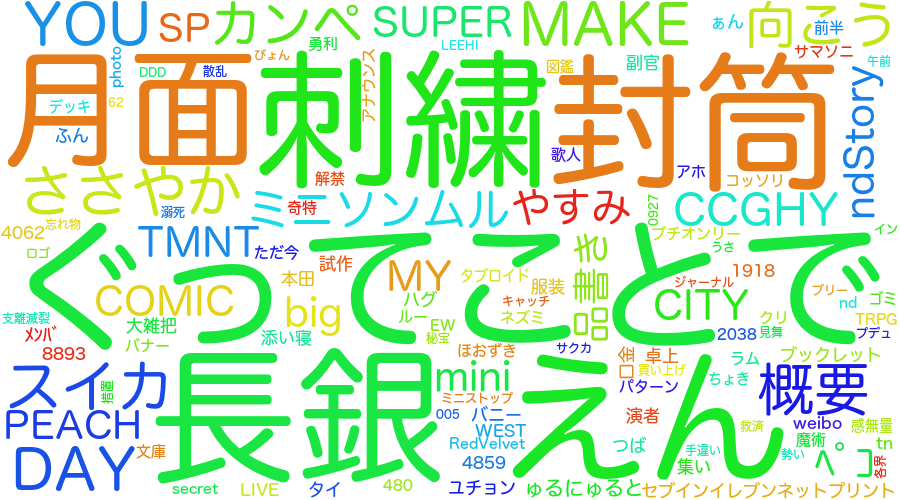 YOU SP カンペ SUPER MAKE ぁん 向こう 前半
photo DDD 散乱 ぴょん 勇利 LEEHI 図鑑 副官 サマソニ 午前
月面 刺繍 封筒
デッキ 62 アナウンス ndStory
ふん 歌人 アホ コッソリ
ささやか 解禁
溺死 ミニソンムル 奇特 やすみ 0927 CCGHY
4062 忘れ物 TMNT ただ今 プチオンリー イン
ロゴ 試作 品書き うさ
ぐってことで
本田 MY タブロイド 服装 ジャーナル 1918 ブリー
COMIC big ハグ キャッチ CITY nd ゴミ
支離滅裂 大雑把 ルー ネズミ クリ TRPG
ﾒﾝﾊﾞ バナー 添い寝 EW 秘宝 2038 見舞 プデュ
8893 ほおずき サクカ 口金 卓上 ラム ブックレット
スイカ 長銀 mini えん 買い上げ ちょき 概要
措置 ミニストップ パターン
PEACH 005 バニー 演者 救済 weibo 感無量
WEST 魔術 tn
DAY 文庫 RedVelvet つば 手違い 集い 勢い ぺこ。
4859 各界
secret LIVE タイ 480 ユチョン ゅるにゅると セブンイレブンネットプリント